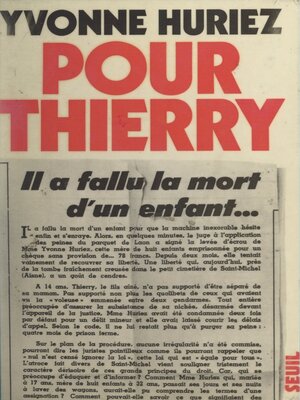 YVONNE HURIEZ
POUR
THIERRY
Il a fallu la mort
d'un enfant...
IL a fallu la mort d'un enfant pour que la machine inexorable hésite
enfin et s'enraye. Alors, en quelques minutes, le juge à l'application
des peines du parquet de Laon a signé la levée d'écrou de
Mme Yvonne Huriez, cette mère de huit enfants emprisonnée pour un
chèque sans provision de... 78 francs. Depuis deux mois, elle tentait
vainement de recouvrer sa liberté. Une liberté qui, aujourd'hui, près
de la tombe fraîchement creusée dans le petit cimetière de Saint-Michel
(Aisne), a un goût de cendres.
A 14 ans, Thierry, le fils aîné, n'a pas supporté d'être séparé de
sa maman. Pas supporté non plus les quolibets de ceux qui avaient
vu la « voleuse » emmenée entre deux gendarmes. Tout entière
préoccupée d'assurer la subsistance de sa nichée, désarmée devant
l'appareil de la justice, Mme Huriez avait été condamnée deux fois
par défaut pour un délit mineur et elle avait laissé courir les délais
d'appel. Selon le code, il ne lui restait plus qu'à purger sa peine :
quatre mois de prison ferme.
Sur le plan de la procédure, aucune irrégularité n'a été commise,
pourront dire les juristes pointilleux comme ils pourront rappeler que
« nul n'est censé ignorer la loi », cette loi qui est « égale pour tous ».
L'atroce drame de Saint-Michel vient souligner tristement le
caractère dérisoire de ces grands principes du droit. Car qui se
préoccupe d'éduquer et d'informer ? Comment Mme Huriez qui, mariée
à 17 ans, mère de huit enfants à 32 ans, passait ses jours et ses nuits
à laver des wagons, aurait-elle pu comprendre les termes d'une
assignation ? Comment pouvait-elle savoir ce que signifiaient des
SEUIL